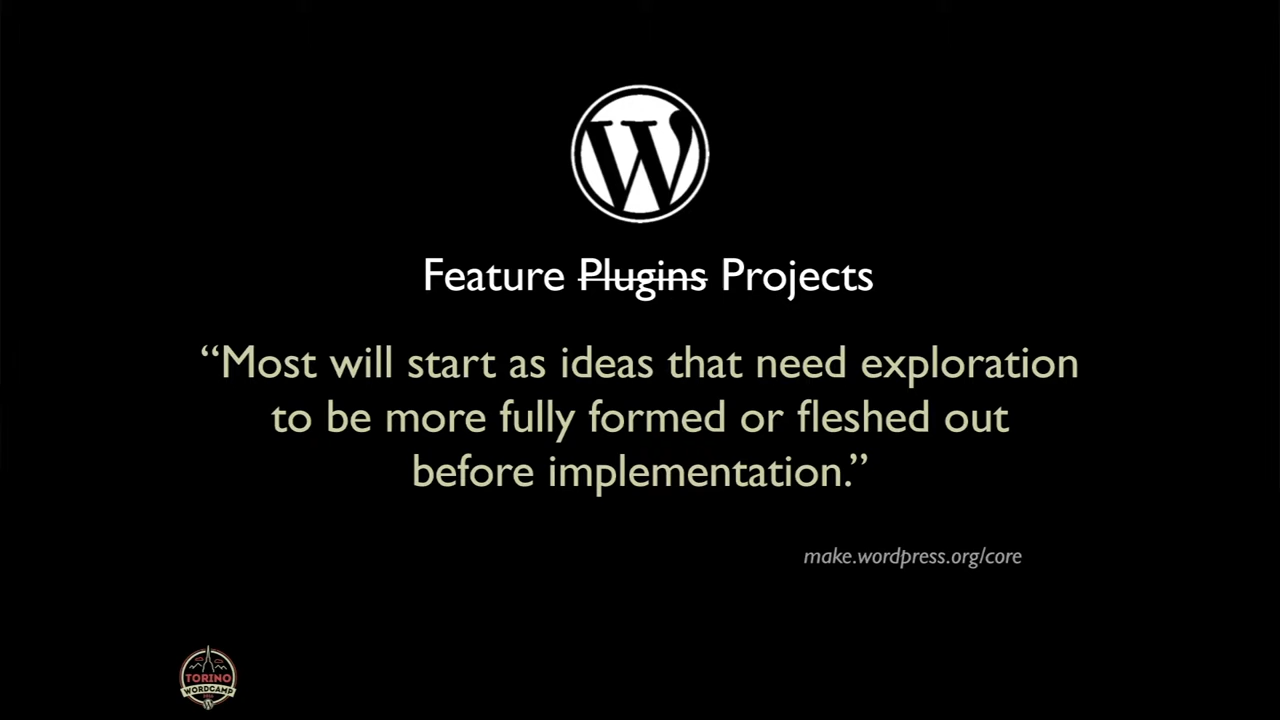 Feature Plugins Projects
“Most will start as ideas that need exploration
to be more fully formed or fleshed out
before implementation.”
make.wordpress.org/core
TORINO
WORDCAMP